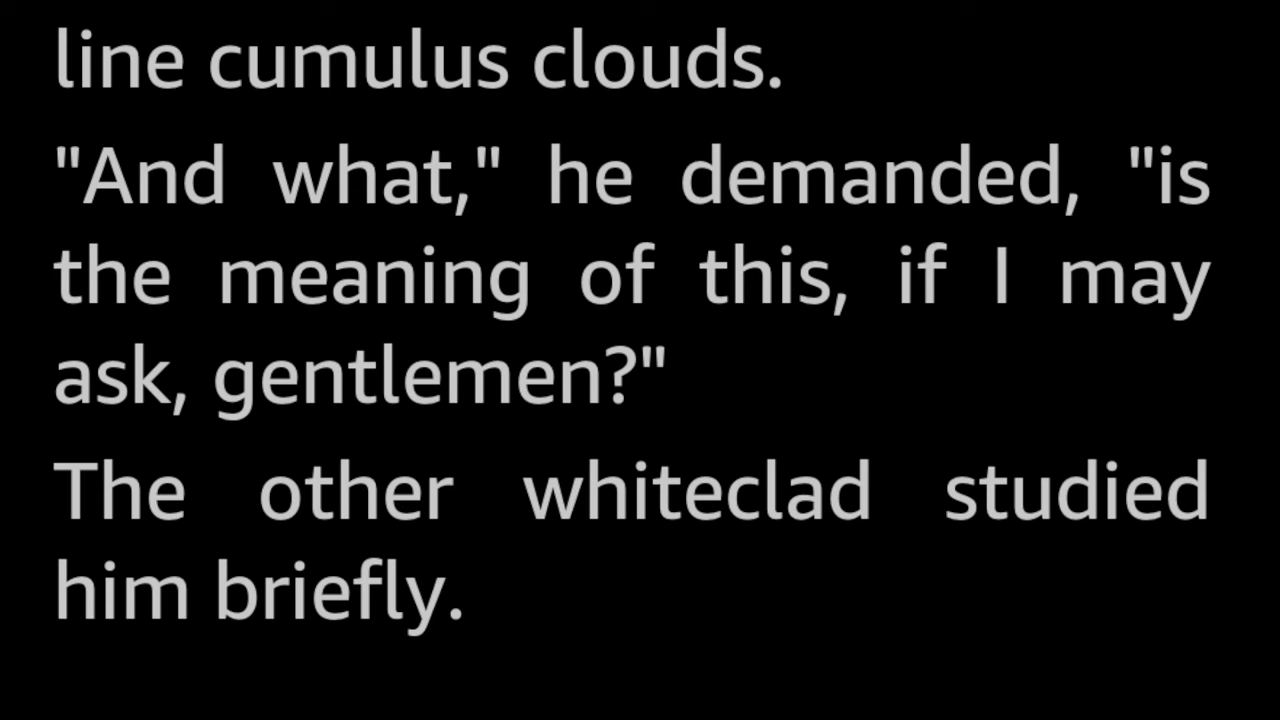 line cumulus clouds.
"And what," he demanded, "is
the meaning of this, if I may
ask, gentlemen?"
The other whiteclad studied
him briefly.